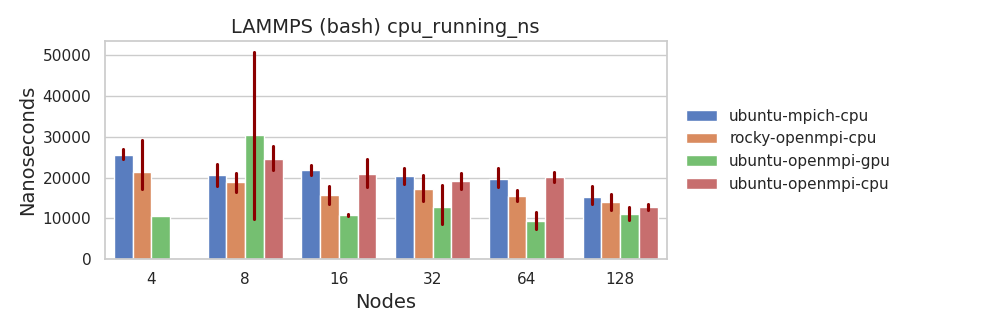 LAMMPS (bash) cpu_running_ns
Nanoseconds
50000
40000
30000
20000
10000
0
4
8
16
32
64
128
Nodes
ubuntu-mpich-cpu
rocky-openmpi-cpu
ubuntu-openmpi-gpu
ubuntu-openmpi-cpu